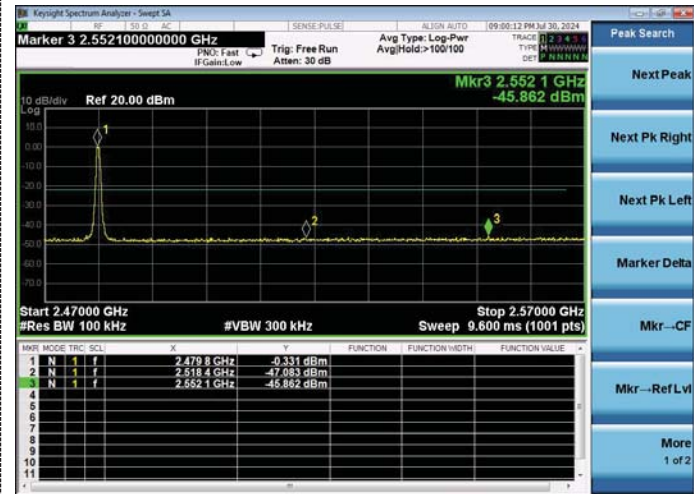 Keysight Spectrum Analyzer - Swept SA
RF 50 Ω AC SENSE:PULSE ALIGN AUTO 09:00:12 PM Jul 30, 2024
Marker 3 2.552100000000 GHz
PNO: Fast
IFGain:Low
Trig: Free Run
Atten: 30 dB
Avg Type: Log-Pwr
Avg|Hold:>100/100
TRACE 1 2 3 4 5 6
TYPE M WWWWW
DET P N N N N N
Mkr3 2.552 1 GHz
-45.862 dBm
10 dB/div Ref 20.00 dBm
Log
10.0
0.00
-10.0
-20.0
-30.0
-40.0
-50.0
-60.0
-70.0
1
2
3
Start 2.47000 GHz Stop 2.57000 GHz
#Res BW 100 kHz #VBW 300 kHz Sweep 9.600 ms (1001 pts)
MKR MODE TRC SCL X Y FUNCTION FUNCTION WIDTH FUNCTION VALUE
1 N 1 f 2.479 8 GHz -0.331 dBm
2 N 1 f 2.518 4 GHz -47.083 dBm
3 N 1 f 2.552 1 GHz -45.862 dBm
4
5
6
7
8
9
10
11
Peak Search
Next Peak
Next Pk Right
Next Pk Left
Marker Delta
Mkr→CF
Mkr→Ref Lvl
More
1 of 2